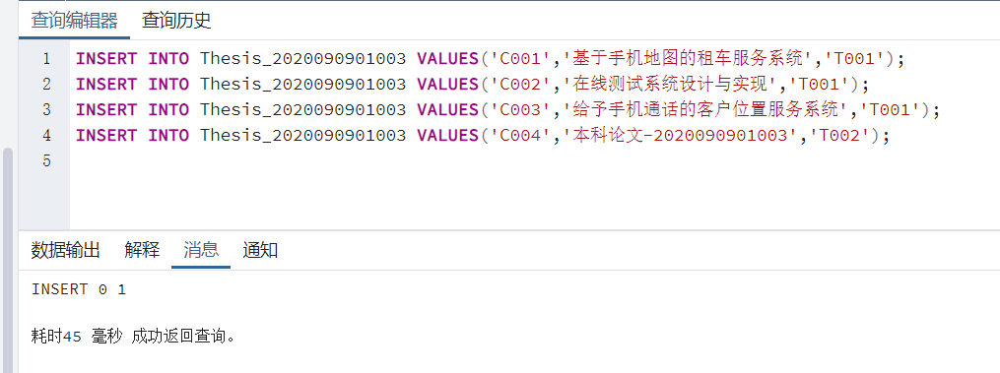 查询编辑器 查询历史
1 INSERT INTO Thesis_2020090901003 VALUES('C001','基于手机地图的租车服务系统','T001');
2 INSERT INTO Thesis_2020090901003 VALUES('C002','在线测试系统设计与实现','T001');
3 INSERT INTO Thesis_2020090901003 VALUES('C003','给予手机通话的客户位置服务系统','T001');
4 INSERT INTO Thesis_2020090901003 VALUES('C004','本科论文-2020090901003','T002');
5
数据输出 解释 消息 通知
INSERT 0 1
耗时45 毫秒 成功返回查询。